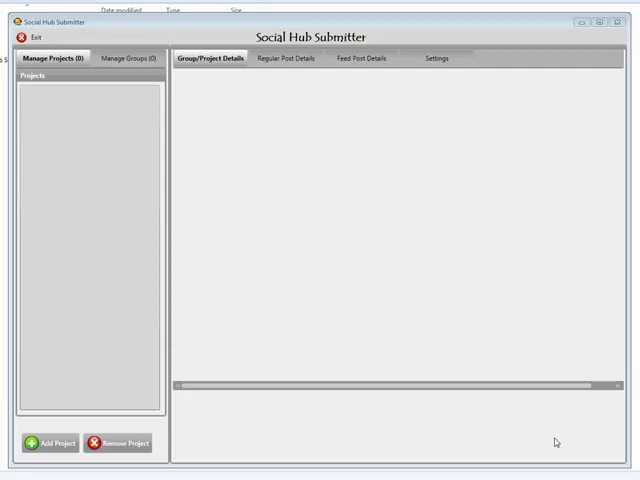 Date modified Type Size
Social Hub Submitter
Exit
Social Hub Submitter
Manage Projects (0) Manage Groups (0)
Group/Project Details Regular Post Details Feed Post Details Settings
Projects
Add Project Remove Project